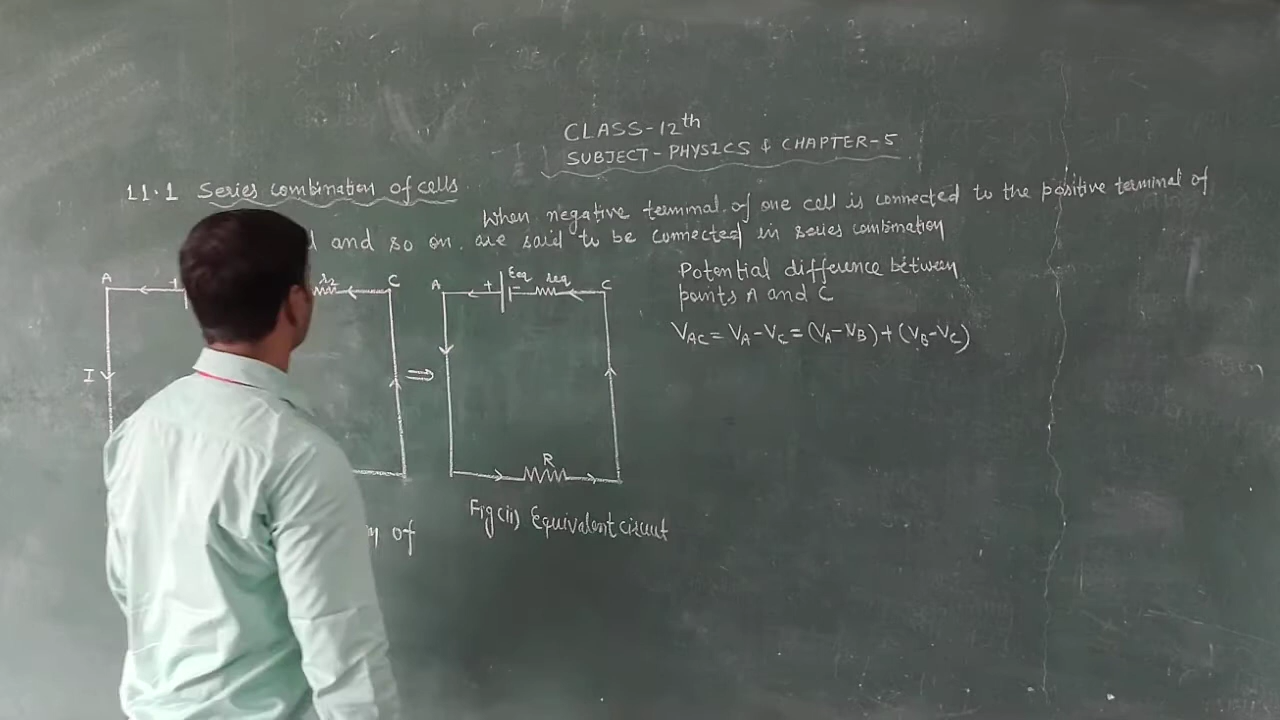 CLASS-12th
SUBJECT-PHYSICS & CHAPTER-5
11.1 Series combination of cells
When negative terminal of one cell is connected to the positive terminal of
and so on are said to be connected in series combination
A + r2 C
I
A + Eeq - req C
⇒
R
of
Fig(ii) Equivalent circuit
Potential difference between
points A and C
VAC = VA-VC = (VA-VB)+(VB-VC)